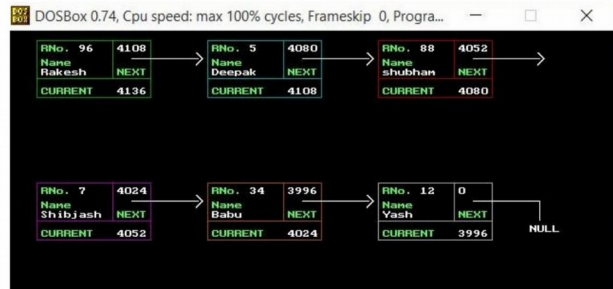 DOSBox 0.74, Cpu speed: max 100% cycles, Frameskip 0, Progra...
RNo. 96 4108
Name
Rakesh NEXT
CURRENT 4136
RNo. 5 4080
Name
Deepak NEXT
CURRENT 4108
RNo. 88 4052
Name
shubham NEXT
CURRENT 4080
RNo. 7 4024
Name
Shibjash NEXT
CURRENT 4052
RNo. 34 3996
Name
Babu NEXT
CURRENT 4024
RNo. 12 0
Name
Yash NEXT
CURRENT 3996
NULL